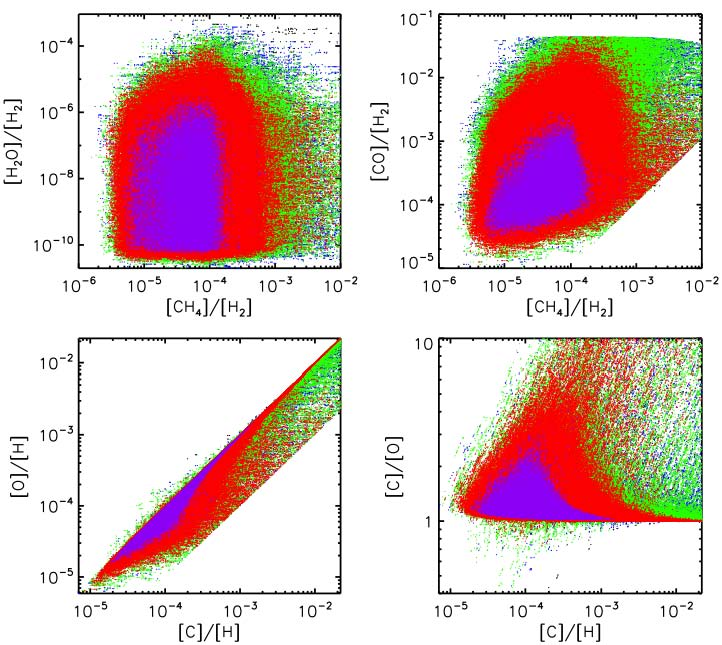 10⁻⁴
10⁻⁶
10⁻⁸
10⁻¹⁰
[H₂O]/[H₂]
10⁻⁶ 10⁻⁵ 10⁻⁴ 10⁻³ 10⁻²
[CH₄]/[H₂]
10⁻¹
10⁻²
10⁻³
10⁻⁴
10⁻⁵
[CO]/[H₂]
10⁻⁶ 10⁻⁵ 10⁻⁴ 10⁻³ 10⁻²
[CH₄]/[H₂]
10⁻²
10⁻³
10⁻⁴
10⁻⁵
[O]/[H]
10⁻⁵ 10⁻⁴ 10⁻³ 10⁻²
[C]/[H]
10
1
[C]/[O]
10⁻⁵ 10⁻⁴ 10⁻³ 10⁻²
[C]/[H]